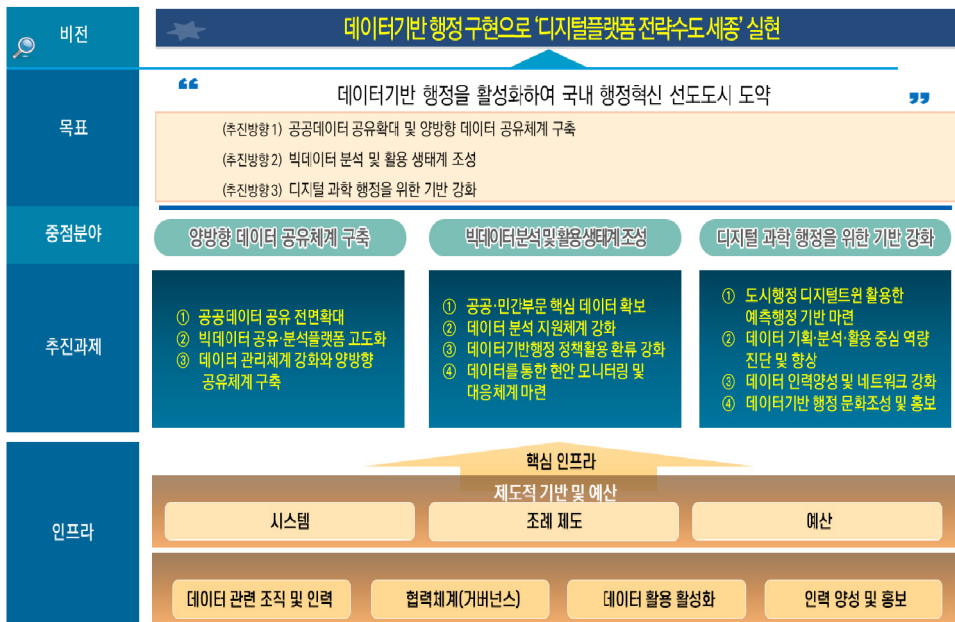 비전
데이터기반 행정 구현으로 '디지털플랫폼 전략수도 세종' 실현
목표
“ 데이터기반 행정을 활성화하여 국내 행정혁신 선도도시 도약 ”
(추진방향 1) 공공데이터 공유확대 및 양방향 데이터 공유체계 구축
(추진방향 2) 빅데이터 분석 및 활용 생태계 조성
(추진방향 3) 디지털 과학 행정을 위한 기반 강화
중점분야
양방향 데이터 공유체계 구축
빅데이터 분석 및 활용 생태계 조성
디지털 과학 행정을 위한 기반 강화
추진과제
① 공공데이터 공유 전면확대
② 빅데이터 공유·분석플랫폼 고도화
③ 데이터 관리체계 강화와 양방향
공유체계 구축
① 공공·민간부문 핵심 데이터 확보
② 데이터 분석 지원체계 강화
③ 데이터기반행정 정책활용 환류 강화
④ 데이터를 통한 현안 모니터링 및
대응체계 마련
① 도시행정 디지털트윈 활용한
예측행정 기반 마련
② 데이터 기획·분석·활용 중심 역량
진단 및 향상
③ 데이터 인력양성 및 네트워크 강화
④ 데이터기반 행정 문화조성 및 홍보
인프라
핵심 인프라
제도적 기반 및 예산
시스템
조례 제도
예산
데이터 관련 조직 및 인력
협력체계(거버넌스)
데이터 활용 활성화
인력 양성 및 홍보